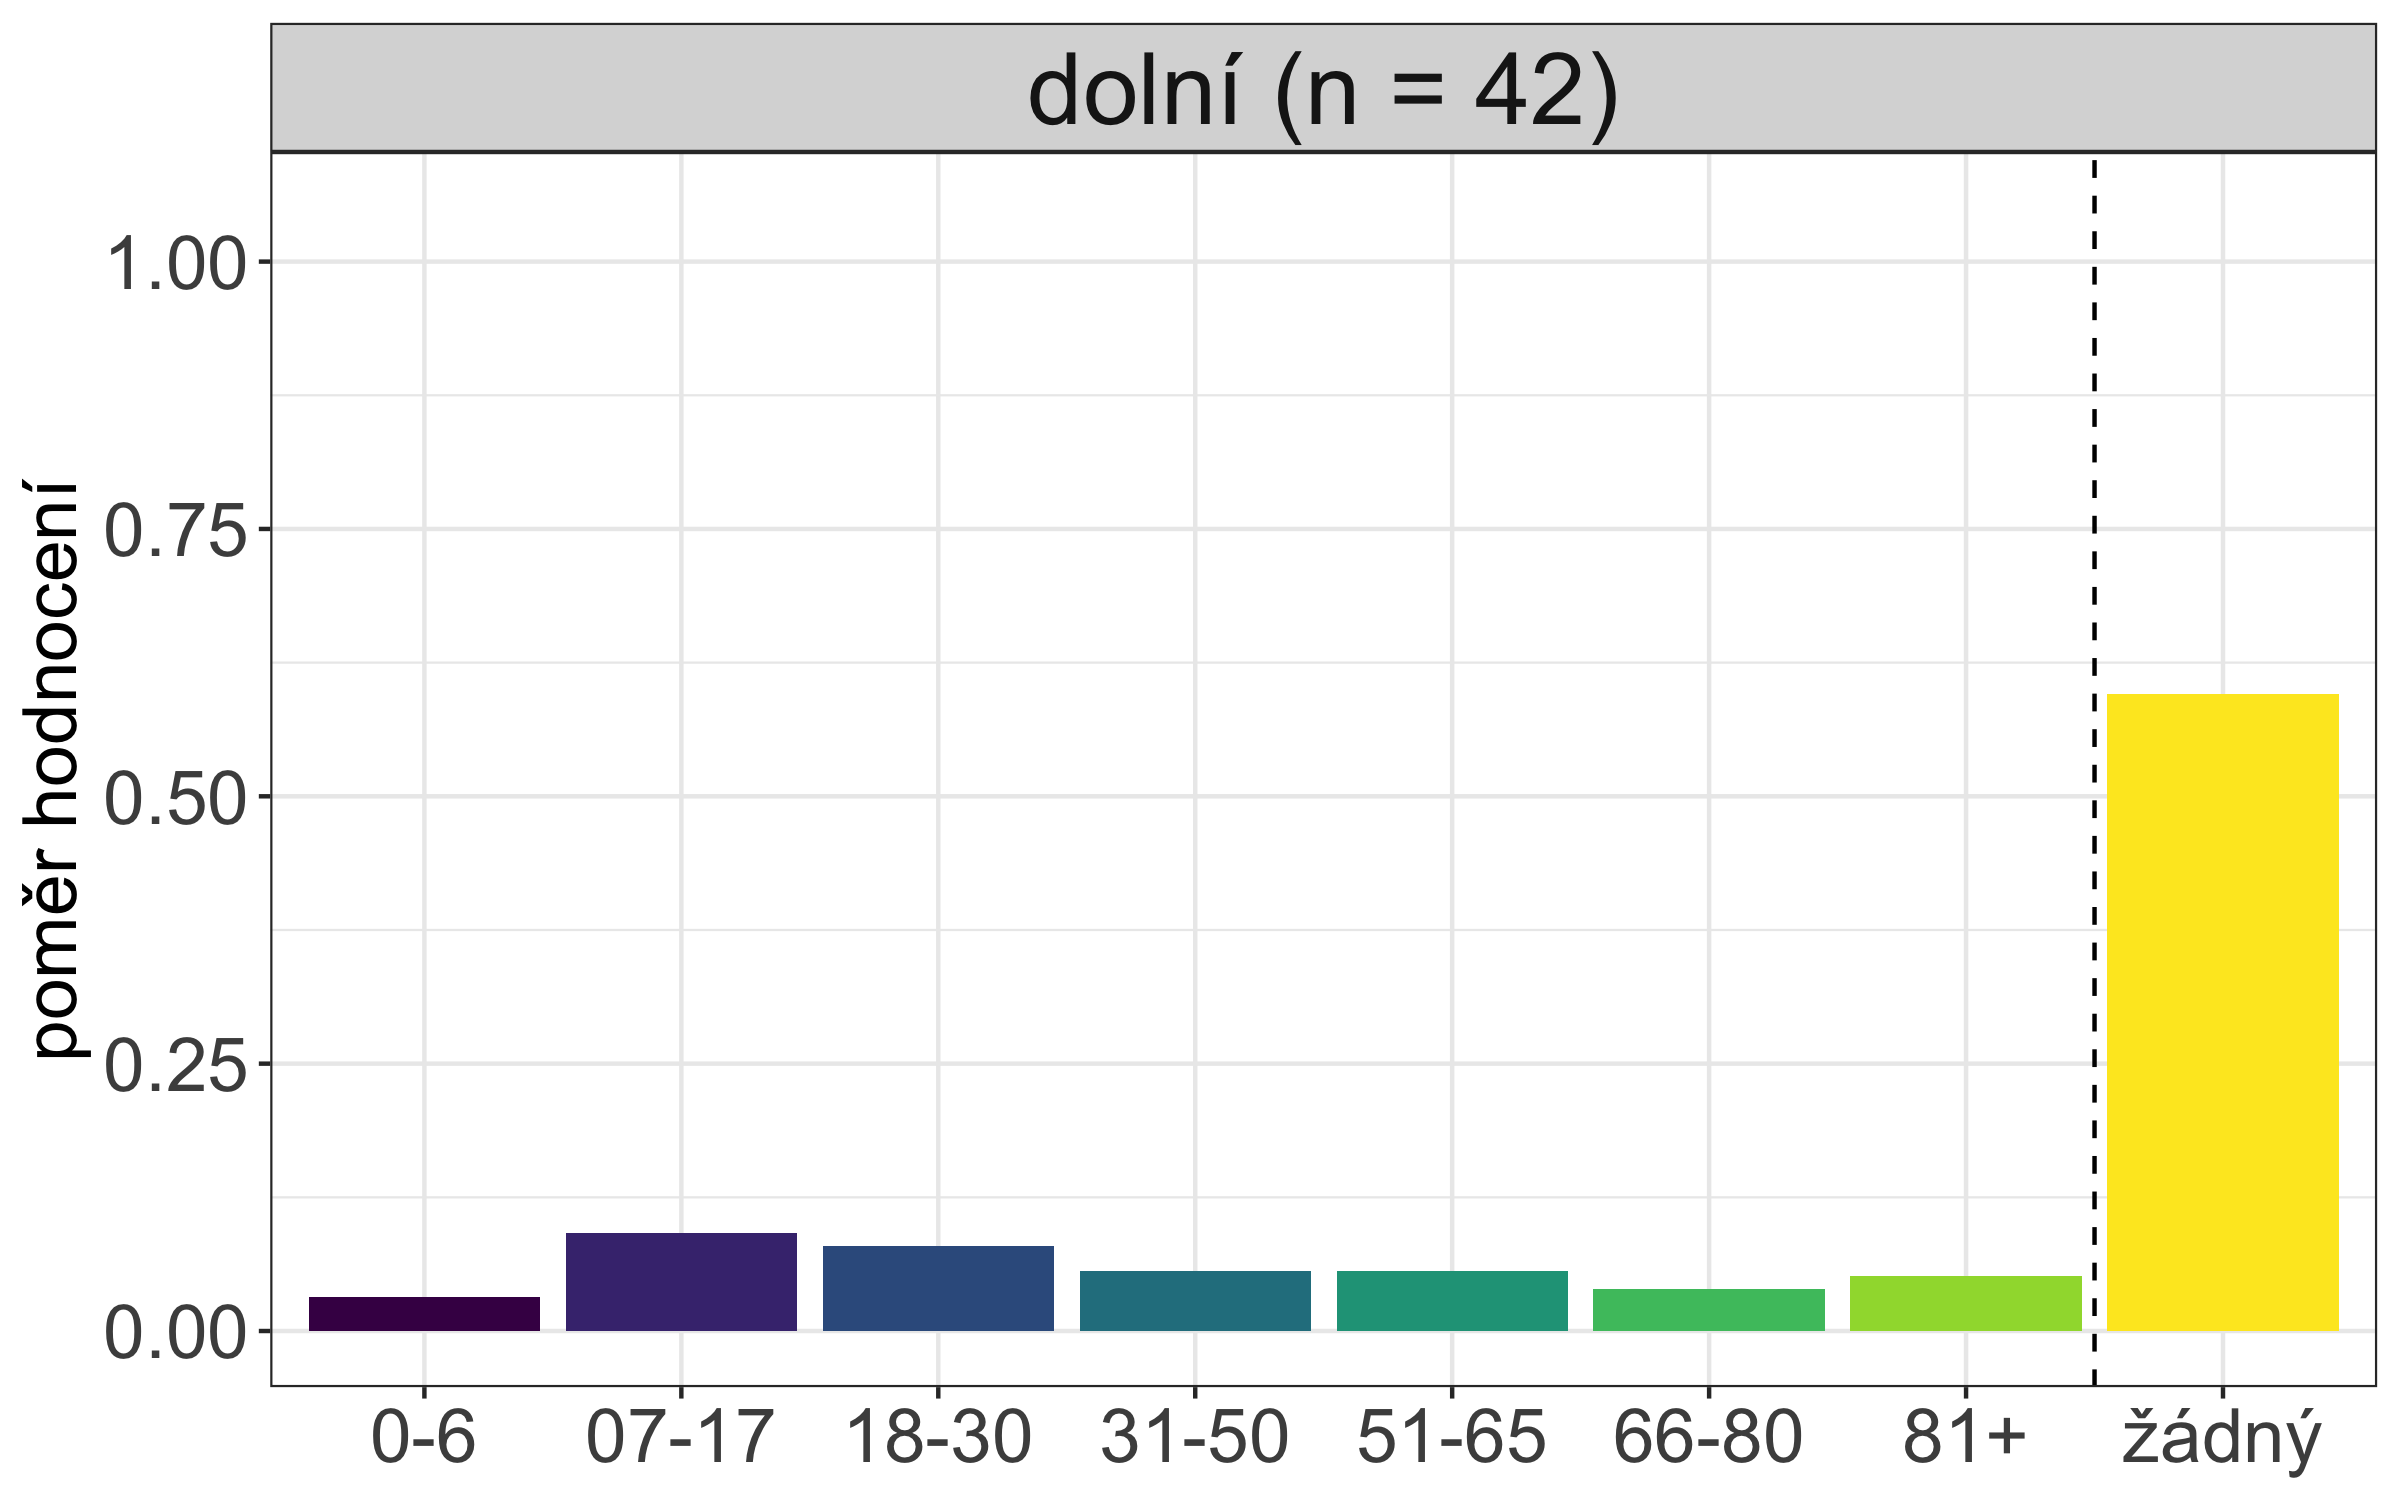 dolní (n = 42)
poměr hodnocení
1.00
0.75
0.50
0.25
0.00
0-6 07-17 18-30 31-50 51-65 66-80 81+ žádný